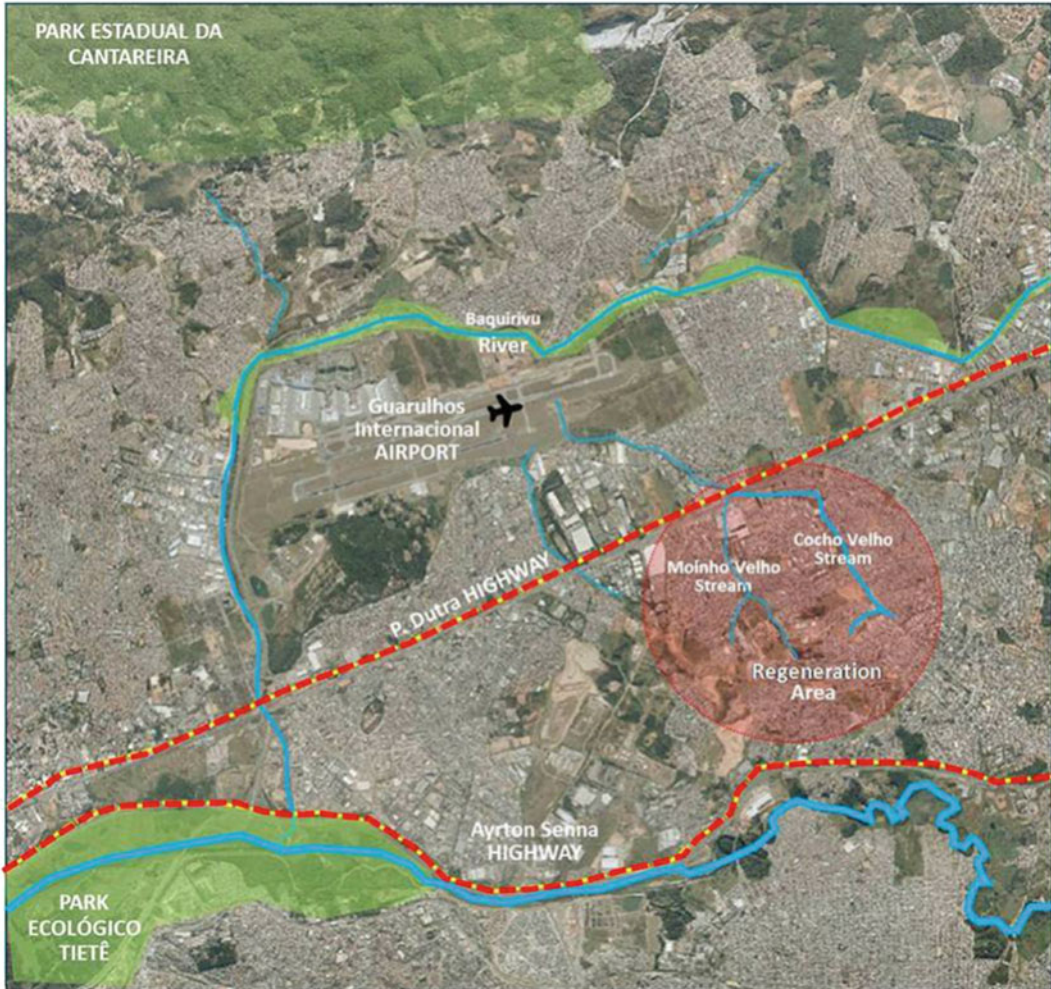 PARK ESTADUAL DA
CANTAREIRA
Baquirivu
River
Guarulhos
Internacional
AIRPORT
P. Dutra HIGHWAY
Cocho Velho
Stream
Moinho Velho
Stream
Regeneration
Area
Ayrton Senna
HIGHWAY
PARK
ECOLÓGICO
TIETÊ